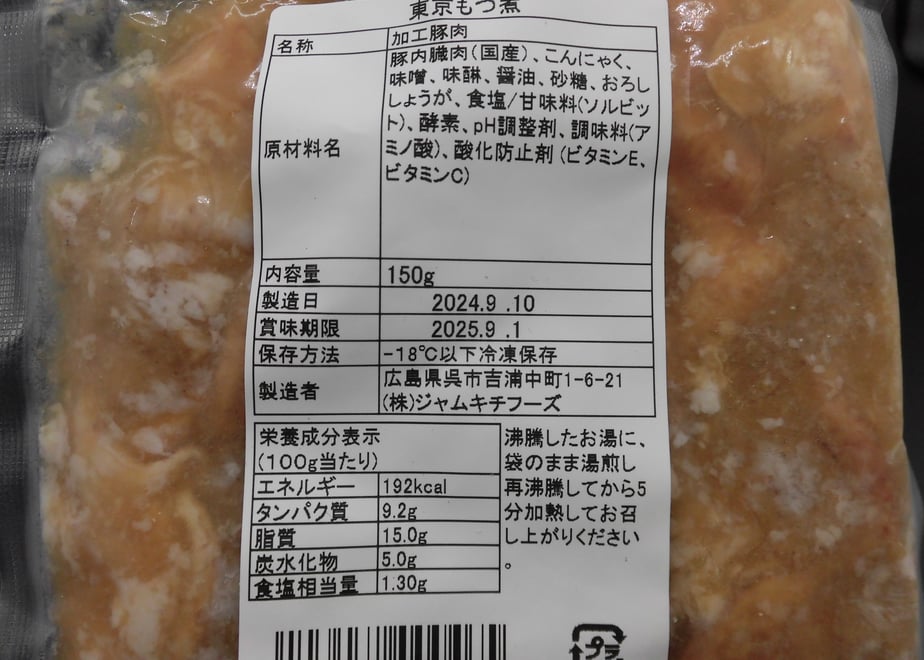 東京もつ煮
名称 加工豚肉
原材料名 豚内臓肉(国産)、こんにゃく、
味噌、味醂、醤油、砂糖、おろし
しょうが、食塩/甘味料(ソルビッ
ト)、酵素、pH調整剤、調味料(ア
ミノ酸)、酸化防止剤(ビタミンE、
ビタミンC)
内容量 150g
製造日 2024.9 .10
賞味期限 2025.9 .1
保存方法 -18℃以下冷凍保存
製造者 広島県呉市吉浦中町1-6-21
(株)ジャムキチフーズ
栄養成分表示
(100g当たり)
エネルギー 192kcal
タンパク質 9.2g
脂質 15.0g
炭水化物 5.0g
食塩相当量 1.30g
沸騰したお湯に、
袋のまま湯煎し
再沸騰してから5
分加熱してお召
し上がりください
。
プラ